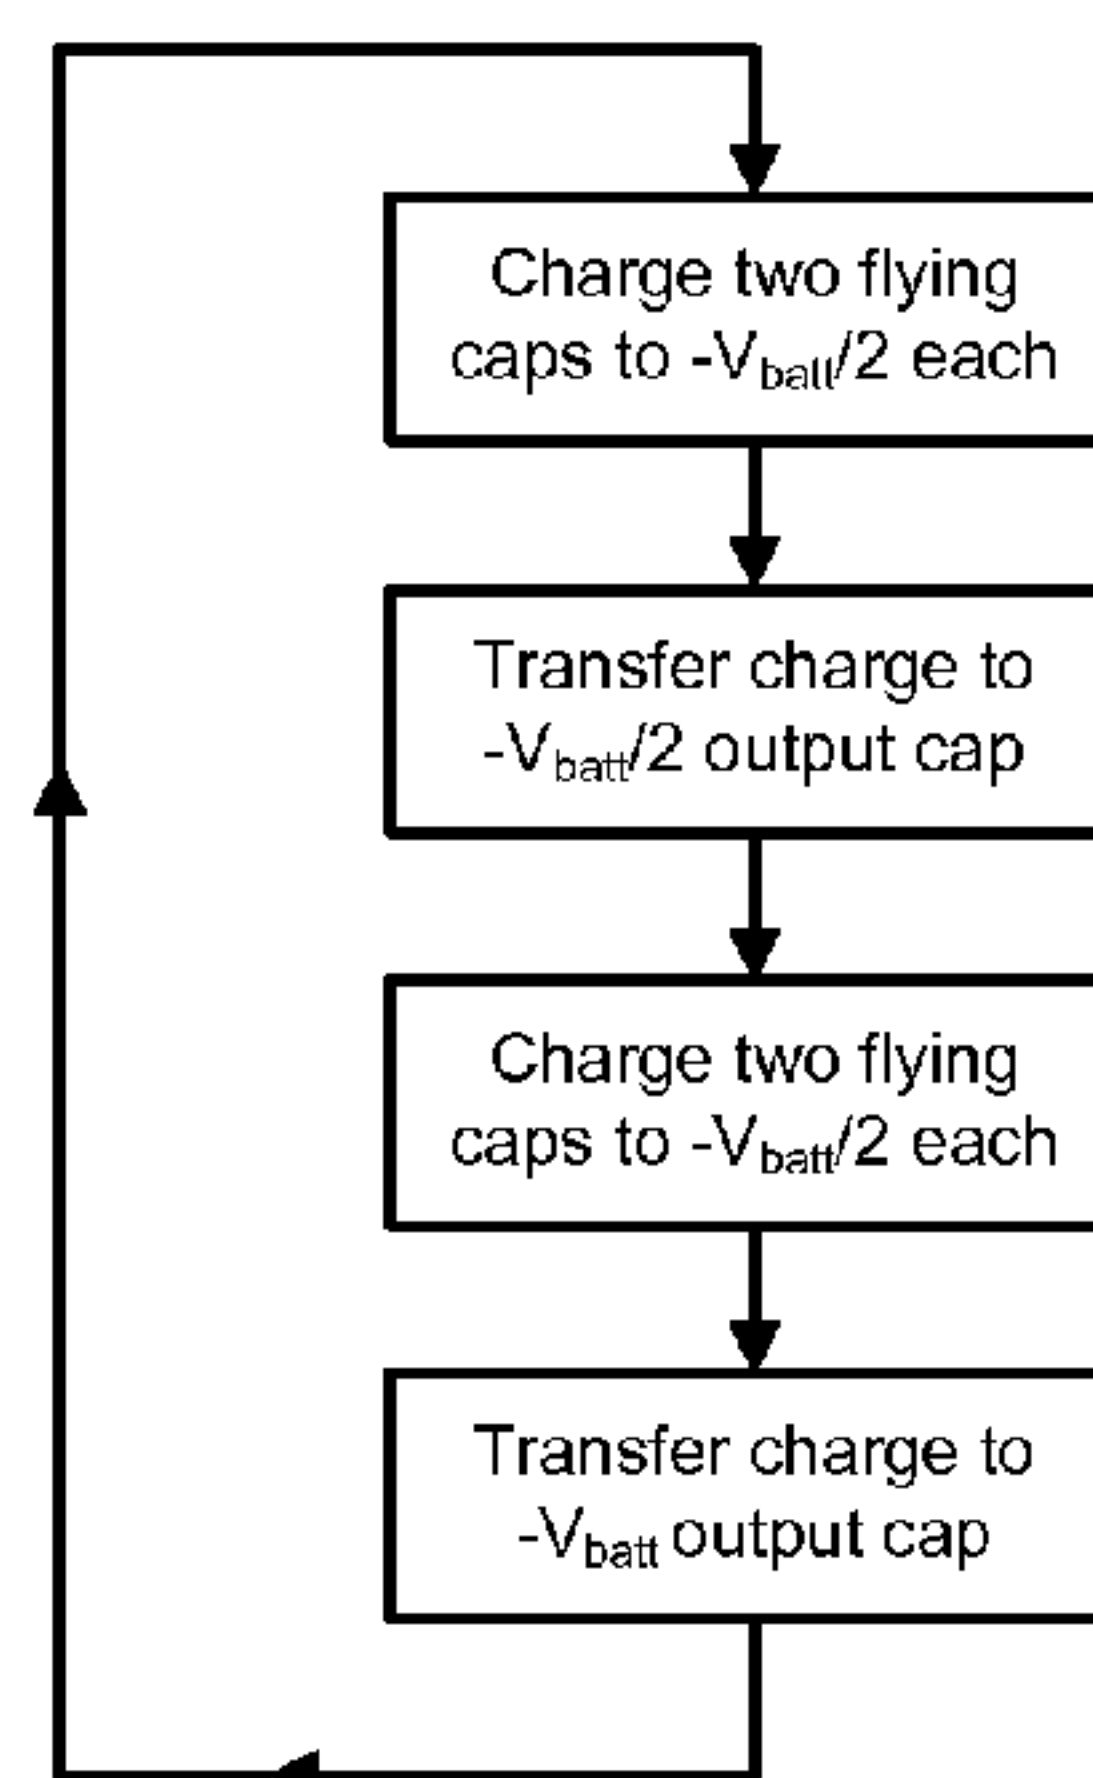 Charge two flying
caps to -Vbatt/2 each
Transfer charge to
-Vbatt/2 output cap
Charge two flying
caps to -Vbatt/2 each
Transfer charge to
-Vbatt output cap